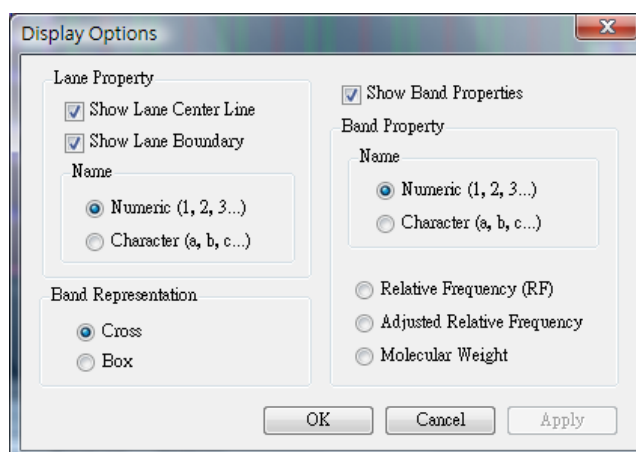 Display Options
Lane Property
Show Lane Center Line
Show Lane Boundary
Name
Numeric (1, 2, 3...)
Character (a, b, c...)
Band Representation
Cross
Box
Show Band Properties
Band Property
Name
Numeric (1, 2, 3...)
Character (a, b, c...)
Relative Frequency (RF)
Adjusted Relative Frequency
Molecular Weight
OK
Cancel
Apply